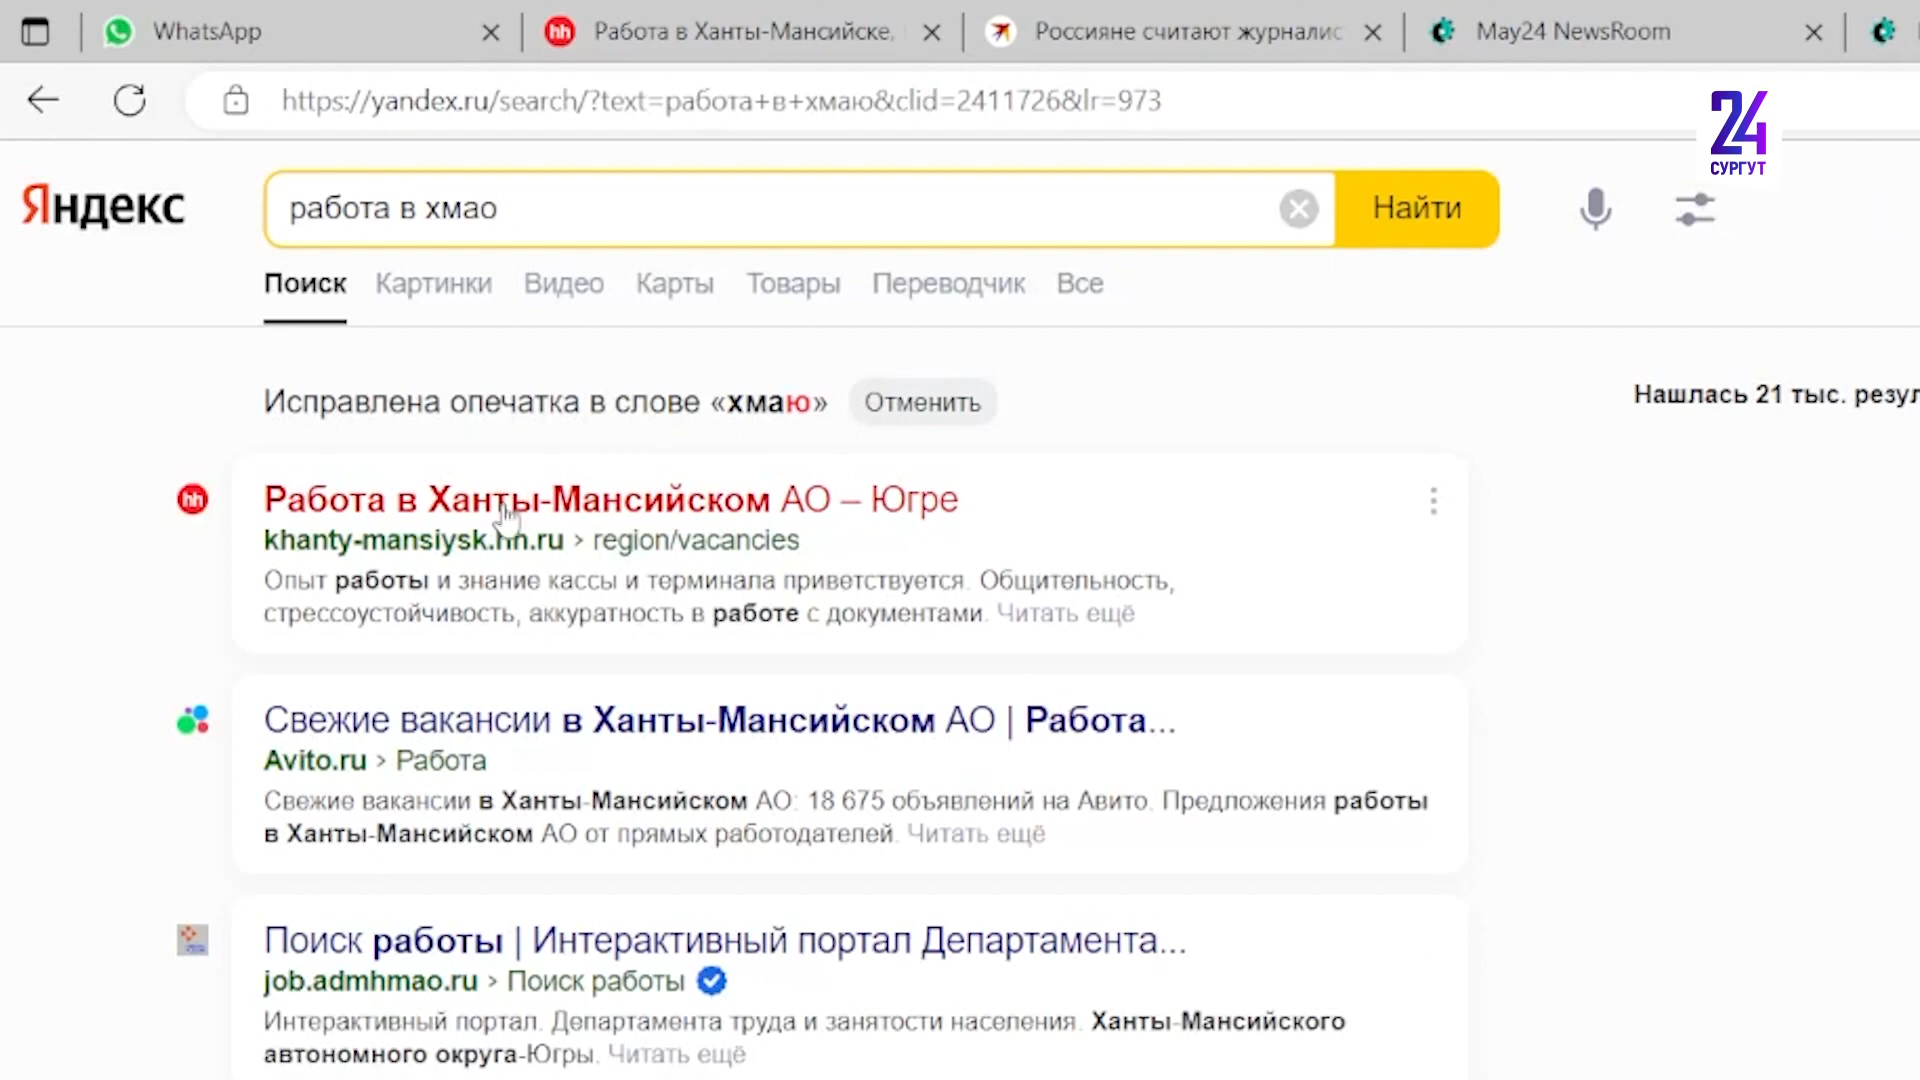 WhatsApp
Работа в Ханты-Мансийске,
Россияне считают журналис
May24 NewsRoom
https://yandex.ru/search/?text=работа+в+хмаю&clid=2411726&lr=973
24
СУРГУТ
Яндекс
работа в хмао
Найти
Поиск Картинки Видео Карты Товары Переводчик Все
Исправлена опечатка в слове «хмаю» Отменить
Нашлась 21 тыс. резул
hh Работа в Ханты-Мансийском АО – Югре
khanty-mansiysk.hh.ru › region/vacancies
Опыт работы и знание кассы и терминала приветствуется. Общительность,
стрессоустойчивость, аккуратность в работе с документами. Читать ещё
Свежие вакансии в Ханты-Мансийском АО | Работа...
Avito.ru › Работа
Свежие вакансии в Ханты-Мансийском АО: 18 675 объявлений на Авито. Предложения работы
в Ханты-Мансийском АО от прямых работодателей. Читать ещё
Поиск работы | Интерактивный портал Департамента...
job.admhmao.ru › Поиск работы
Интерактивный портал. Департамента труда и занятости населения. Ханты-Мансийского
автономного округа-Югры. Читать ещё